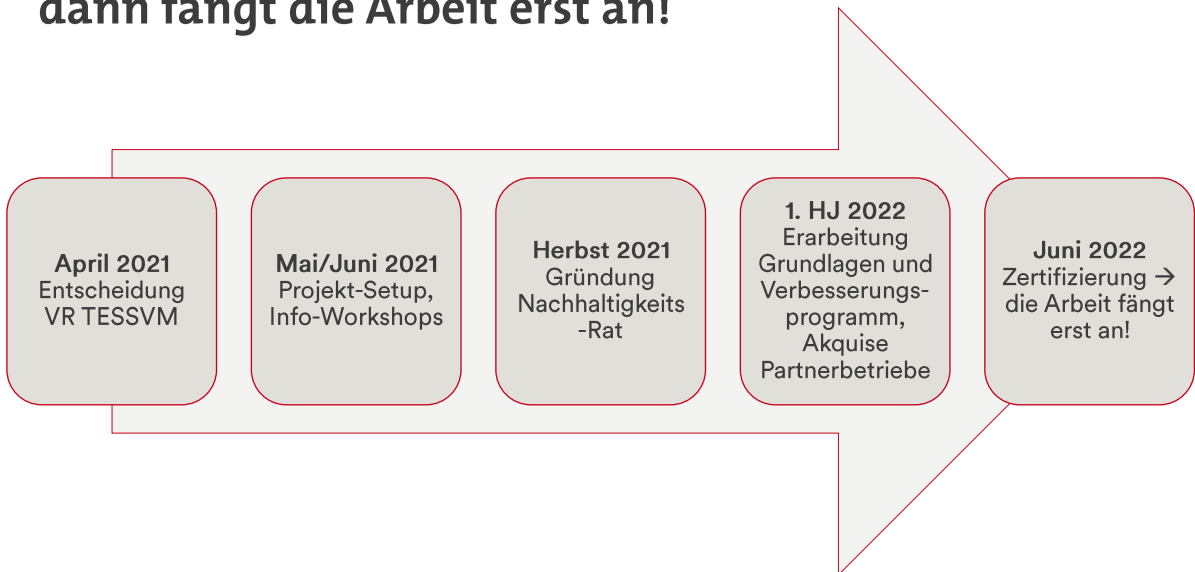 dann fängt die Arbeit erst an!
April 2021
Entscheidung
VR TESSVM
Mai/Juni 2021
Projekt-Setup,
Info-Workshops
Herbst 2021
Gründung
Nachhaltigkeits
-Rat
1. HJ 2022
Erarbeitung
Grundlagen und
Verbesserungs-
programm,
Akquise
Partnerbetriebe
Juni 2022
Zertifizierung →
die Arbeit fängt
erst an!